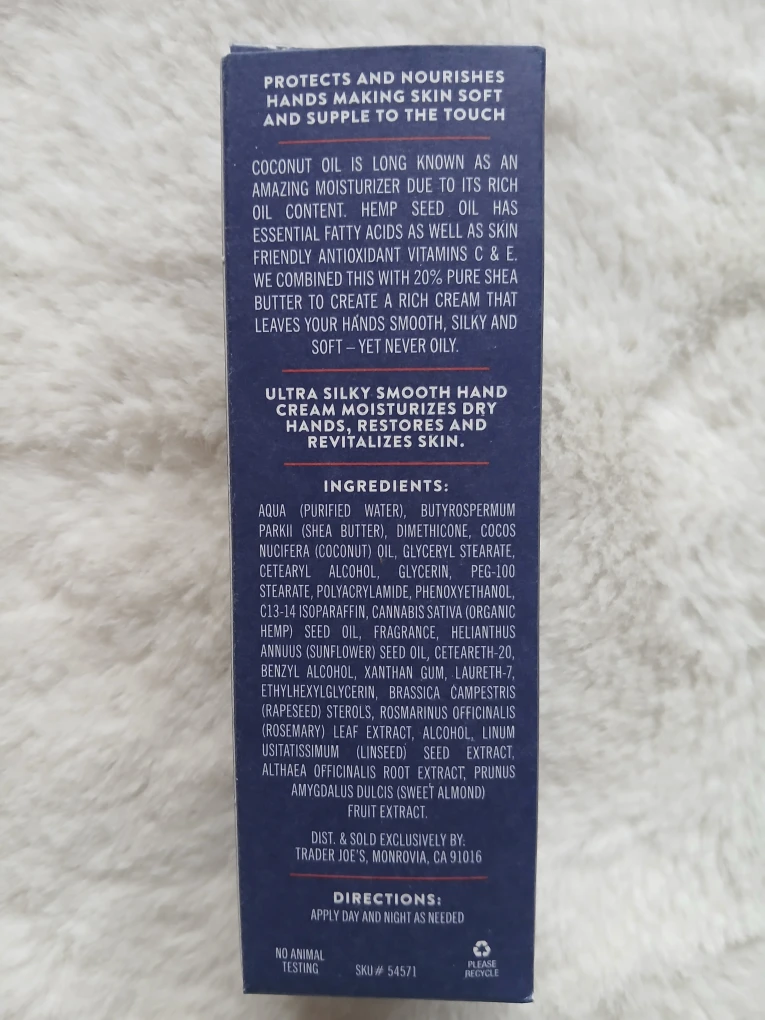 PROTECTS AND NOURISHES
HANDS MAKING SKIN SOFT
AND SUPPLE TO THE TOUCH
COCONUT OIL IS LONG KNOWN AS AN
AMAZING MOISTURIZER DUE TO ITS RICH
OIL CONTENT. HEMP SEED OIL HAS
ESSENTIAL FATTY ACIDS AS WELL AS SKIN
FRIENDLY ANTIOXIDANT VITAMINS C & E.
WE COMBINED THIS WITH 20% PURE SHEA
BUTTER TO CREATE A RICH CREAM THAT
LEAVES YOUR HANDS SMOOTH, SILKY AND
SOFT – YET NEVER OILY.
ULTRA SILKY SMOOTH HAND
CREAM MOISTURIZES DRY
HANDS, RESTORES AND
REVITALIZES SKIN.
INGREDIENTS:
AQUA (PURIFIED WATER), BUTYROSPERMUM
PARKII (SHEA BUTTER), DIMETHICONE, COCOS
NUCIFERA (COCONUT) OIL, GLYCERYL STEARATE,
CETEARYL ALCOHOL, GLYCERIN, PEG-100
STEARATE, POLYACRYLAMIDE, PHENOXYETHANOL,
C13-14 ISOPARAFFIN, CANNABIS SATIVA (ORGANIC
HEMP) SEED OIL, FRAGRANCE, HELIANTHUS
ANNUUS (SUNFLOWER) SEED OIL, CETEARETH-20,
BENZYL ALCOHOL, XANTHAN GUM, LAURETH-7,
ETHYLHEXYLGLYCERIN, BRASSICA CAMPESTRIS
(RAPESEED) STEROLS, ROSMARINUS OFFICINALIS
(ROSEMARY) LEAF EXTRACT, ALCOHOL, LINUM
USITATISSIMUM (LINSEED) SEED EXTRACT,
ALTHAEA OFFICINALIS ROOT EXTRACT, PRUNUS
AMYGDALUS DULCIS (SWEET ALMOND)
FRUIT EXTRACT.
DIST. & SOLD EXCLUSIVELY BY:
TRADER JOE'S, MONROVIA, CA 91016
DIRECTIONS:
APPLY DAY AND NIGHT AS NEEDED
NO ANIMAL
TESTING
SKU# 54571
PLEASE
RECYCLE